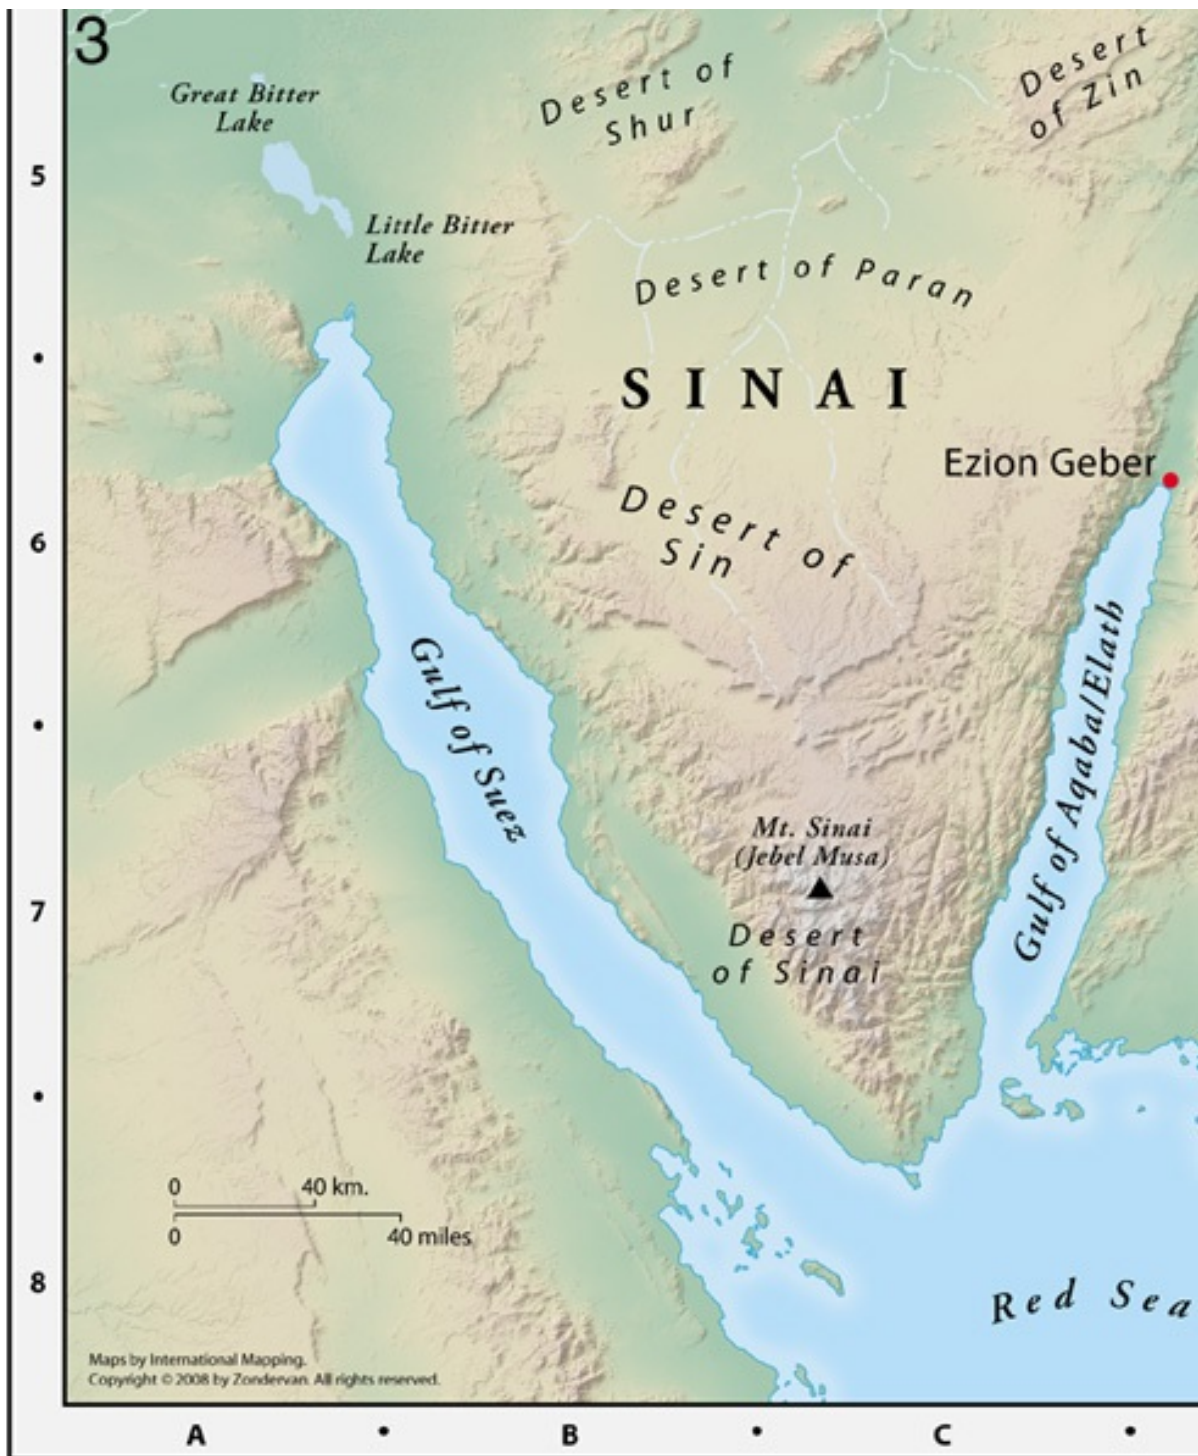 3
Great Bitter
Lake
Desert of
Shur
Desert
of Zin
5
Little Bitter
Lake
Desert of Paran
SINAI
Ezion Geber
Desert of
Sin
6
Gulf of Suez
Gulf of Aqaba/Elath
Mt. Sinai
(Jebel Musa)
7
Desert
of Sinai
0 40 km.
0 40 miles
8
Red Sea
Maps by International Mapping.
Copyright © 2008 by Zondervan. All rights reserved.
A • B • C •